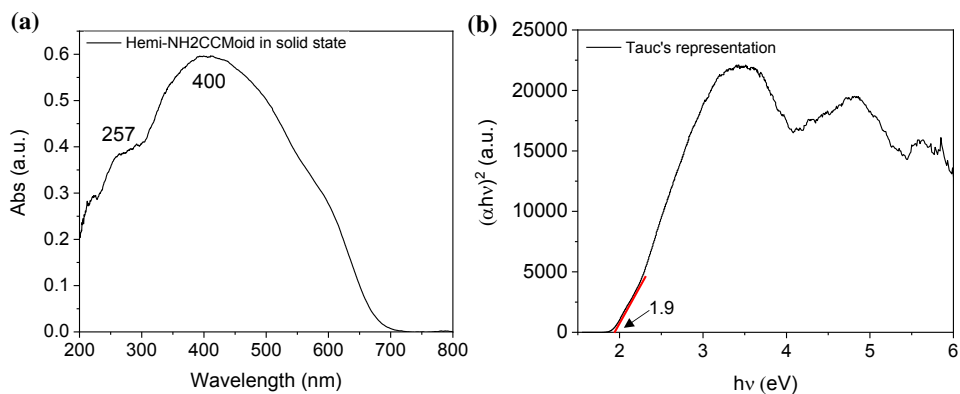 (a)
Hemi-NH2CCMoid in solid state
0.6
0.5
0.4
0.3
0.2
0.1
0.0
Abs (a.u.)
257
400
200 300 400 500 600 700 800
Wavelength (nm)
(b)
Tauc's representation
25000
20000
15000
10000
5000
0
(αhν)²  (a.u.)
1.9
2 3 4 5 6
hν (eV)